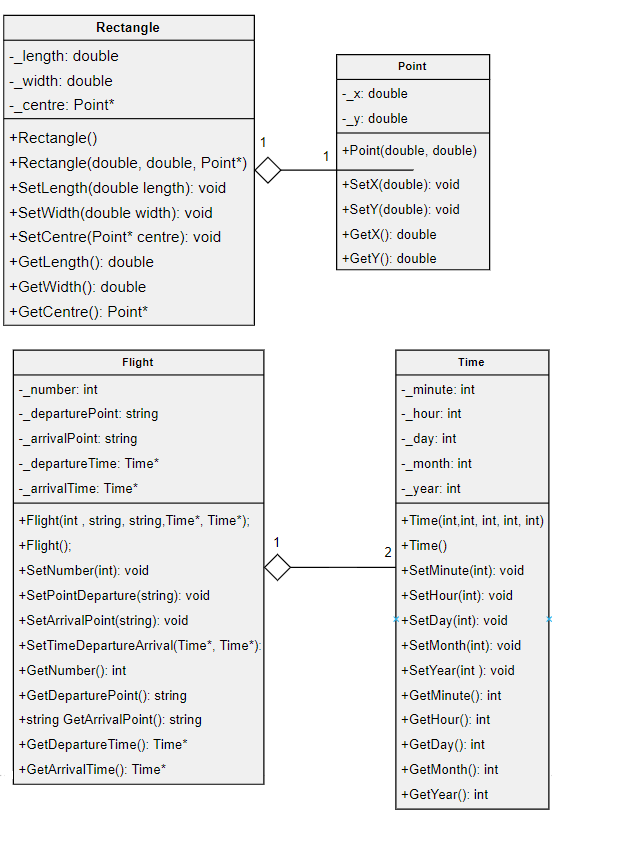 Rectangle
-_length: double
-_width: double
-_centre: Point*
+Rectangle()
+Rectangle(double, double, Point*)
+SetLength(double length): void
+SetWidth(double width): void
+SetCentre(Point* centre): void
+GetLength(): double
+GetWidth(): double
+GetCentre(): Point*
1
1
Point
-_x: double
-_y: double
+Point(double, double)
+SetX(double): void
+SetY(double): void
+GetX(): double
+GetY(): double
Flight
-_number: int
-_departurePoint: string
-_arrivalPoint: string
-_departureTime: Time*
-_arrivalTime: Time*
+Flight(int , string, string,Time*, Time*);
+Flight();
+SetNumber(int): void
+SetPointDeparture(string): void
+SetArrivalPoint(string): void
+SetTimeDepartureArrival(Time*, Time*):
+GetNumber(): int
+GetDeparturePoint(): string
+string GetArrivalPoint(): string
+GetDepartureTime(): Time*
+GetArrivalTime(): Time*
1
2
Time
-_minute: int
-_hour: int
-_day: int
-_month: int
-_year: int
+Time(int,int, int, int, int)
+Time()
+SetMinute(int): void
+SetHour(int): void
+SetDay(int): void
+SetMonth(int): void
+SetYear(int ): void
+GetMinute(): int
+GetHour(): int
+GetDay(): int
+GetMonth(): int
+GetYear(): int